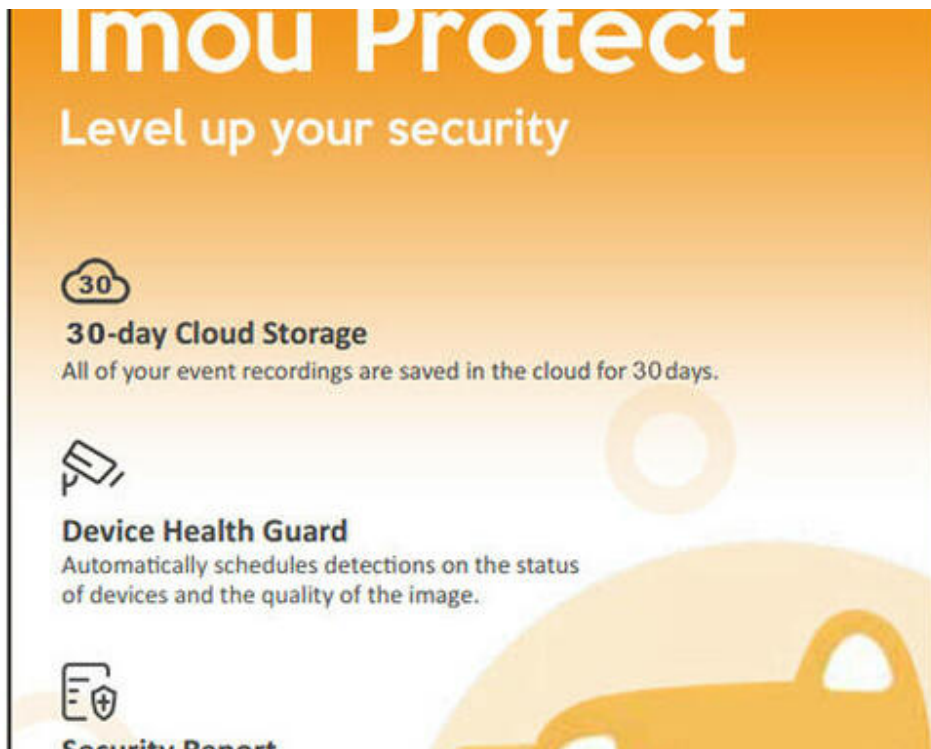 Imou Protect
Level up your security
30
30-day Cloud Storage
All of your event recordings are saved in the cloud for 30 days.
Device Health Guard
Automatically schedules detections on the status
of devices and the quality of the image.
Security Report